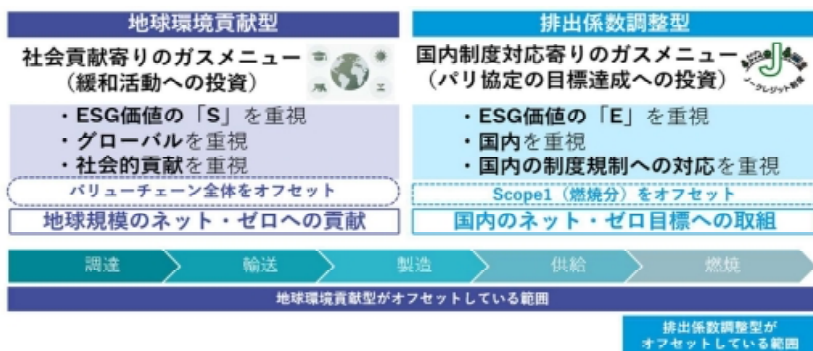 地球環境貢献型
社会貢献寄りのガスメニュー
（緩和活動への投資）
・ESG価値の「S」を重視
・グローバルを重視
・社会的貢献を重視
バリューチェーン全体をオフセット
地球規模のネット・ゼロへの貢献
排出係数調整型
国内制度対応寄りのガスメニュー
（パリ協定の目標達成への投資）
J-クレジット制度
・ESG価値の「E」を重視
・国内を重視
・国内の制度規制への対応を重視
Scope1（燃焼分）をオフセット
国内のネット・ゼロ目標への取組
調達
輸送
製造
供給
燃焼
地球環境貢献型がオフセットしている範囲
排出係数調整型が
オフセットしている範囲